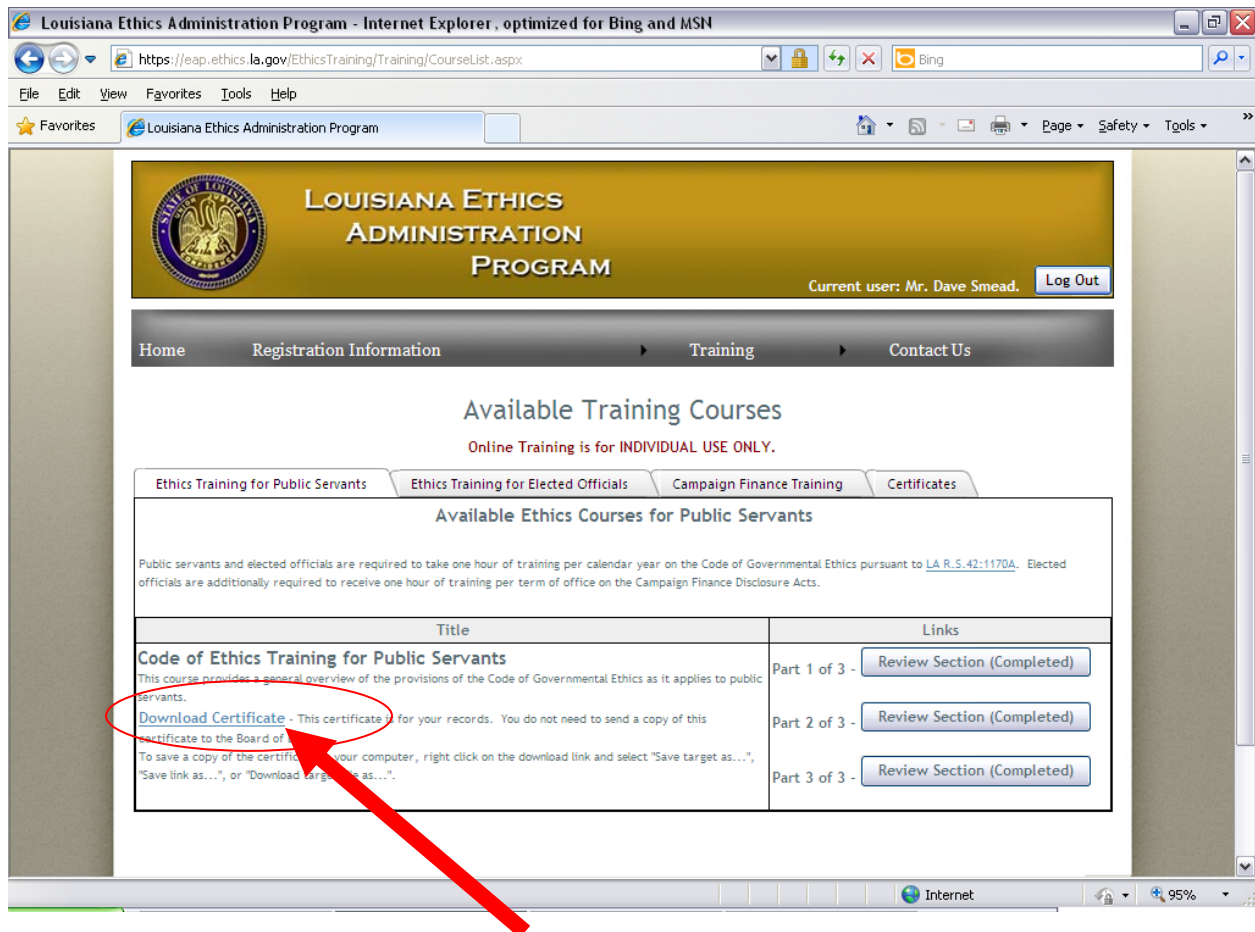 Louisiana Ethics Administration Program - Internet Explorer, optimized for Bing and MSN
https://eap.ethics.la.gov/EthicsTraining/Training/CourseList.aspx
Bing
File Edit View Favorites Tools Help
Favorites
Louisiana Ethics Administration Program
Page Safety Tools »
STATE OF LOUISIANA
UNION JUSTICE
CONFIDENCE
LOUISIANA ETHICS
ADMINISTRATION
PROGRAM
Current user: Mr. Dave Smead.
Log Out
Home Registration Information Training Contact Us
Available Training Courses
Online Training is for INDIVIDUAL USE ONLY.
Ethics Training for Public Servants
Ethics Training for Elected Officials
Campaign Finance Training
Certificates
Available Ethics Courses for Public Servants
Public servants and elected officials are required to take one hour of training per calendar year on the Code of Governmental Ethics pursuant to LA R.S.42:1170A. Elected
officials are additionally required to receive one hour of training per term of office on the Campaign Finance Disclosure Acts.
Title
Links
Code of Ethics Training for Public Servants
This course provides a general overview of the provisions of the Code of Governmental Ethics as it applies to public
servants.
Download Certificate - This certificate is for your records. You do not need to send a copy of this
certificate to the Board of
To save a copy of the certificate your computer, right click on the download link and select "Save target as...",
"Save link as...", or "Download target as...".
Part 1 of 3 - Review Section (Completed)
Part 2 of 3 - Review Section (Completed)
Part 3 of 3 - Review Section (Completed)
Internet
95%